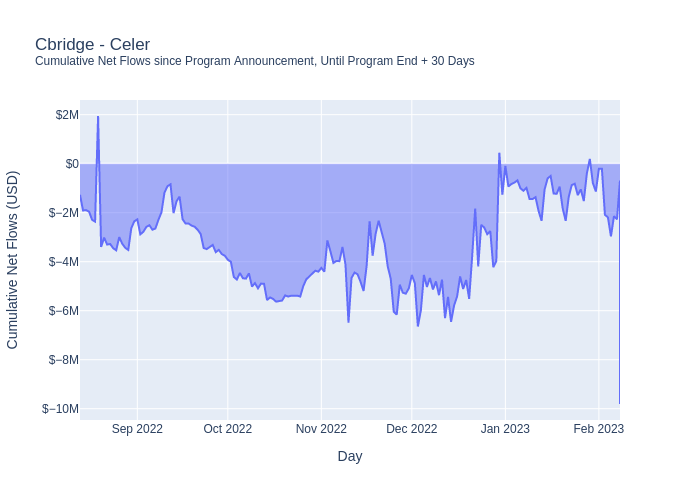 Cbridge - Celer
Cumulative Net Flows since Program Announcement, Until Program End + 30 Days
Cumulative Net Flows (USD)
$2M
$0
$−2M
$−4M
$−6M
$−8M
$−10M
Sep 2022 Oct 2022 Nov 2022 Dec 2022 Jan 2023 Feb 2023
Day